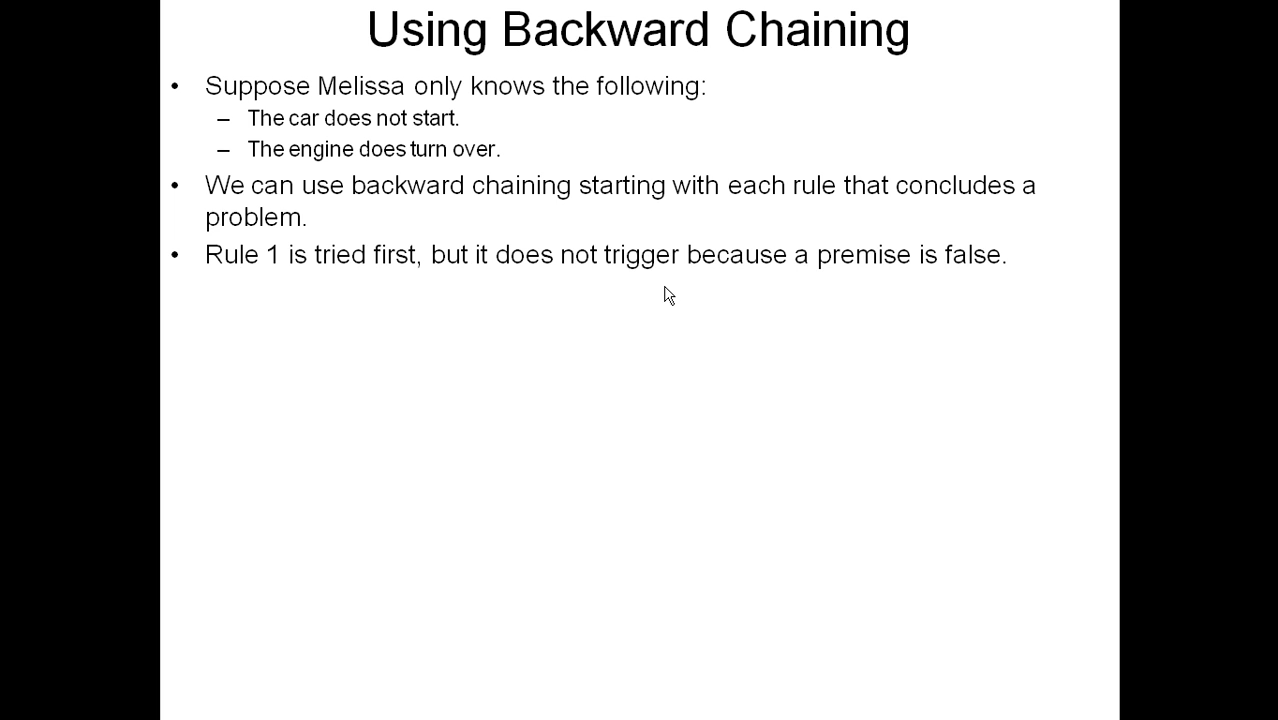 Using Backward Chaining
• Suppose Melissa only knows the following:
– The car does not start.
– The engine does turn over.
• We can use backward chaining starting with each rule that concludes a
problem.
• Rule 1 is tried first, but it does not trigger because a premise is false.